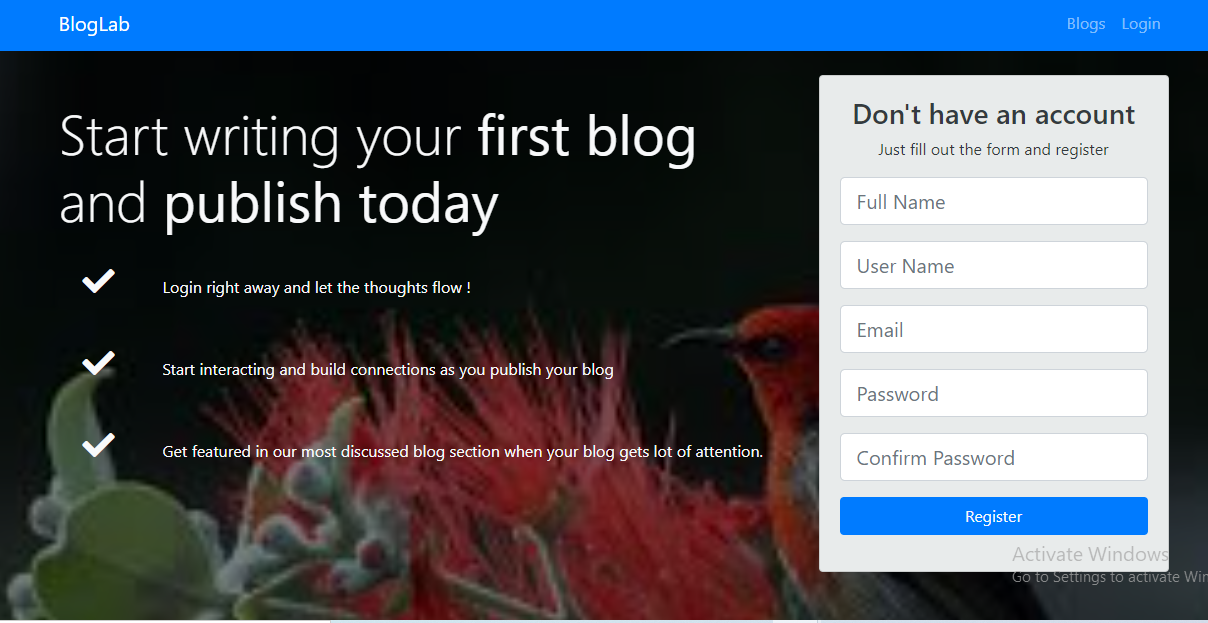 BlogLab
Blogs
Login
Start writing your first blog
and publish today
Login right away and let the thoughts flow !
Start interacting and build connections as you publish your blog
Get featured in our most discussed blog section when your blog gets lot of attention.
Don't have an account
Just fill out the form and register
Full Name
User Name
Email
Password
Confirm Password
Register
Activate Windows
Go to Settings to activate Win